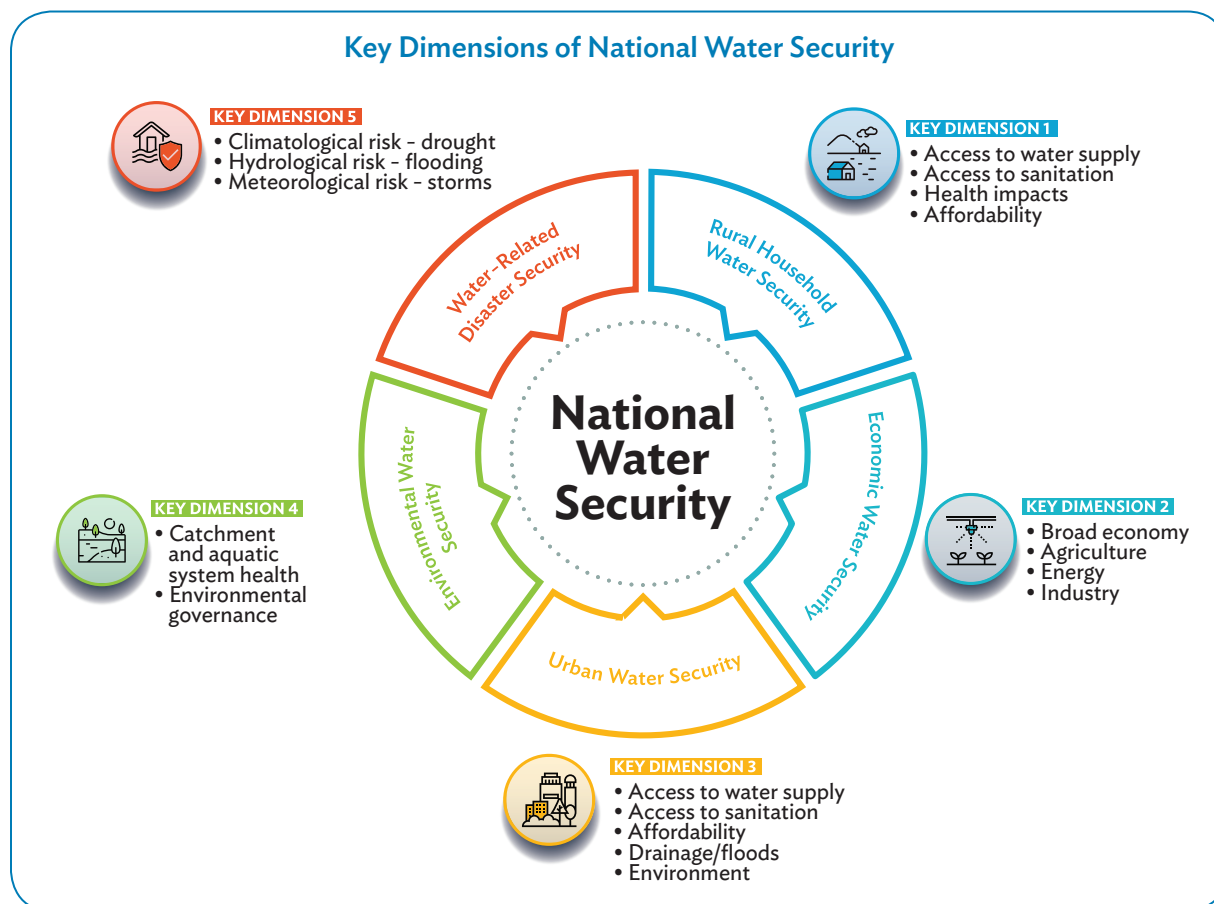 Key Dimensions of National Water Security
KEY DIMENSION 5
• Climatological risk - drought
• Hydrological risk - flooding
• Meteorological risk - storms
KEY DIMENSION 1
• Access to water supply
• Access to sanitation
• Health impacts
• Affordability
Water-Related
Disaster Security
Rural Household
Water Security
National
Water
Security
Economic Water Security
KEY DIMENSION 2
• Broad economy
• Agriculture
• Energy
• Industry
Environmental Water
Security
KEY DIMENSION 4
• Catchment
and aquatic
system health
• Environmental
governance
Urban Water Security
KEY DIMENSION 3
• Access to water supply
• Access to sanitation
• Affordability
• Drainage/floods
• Environment